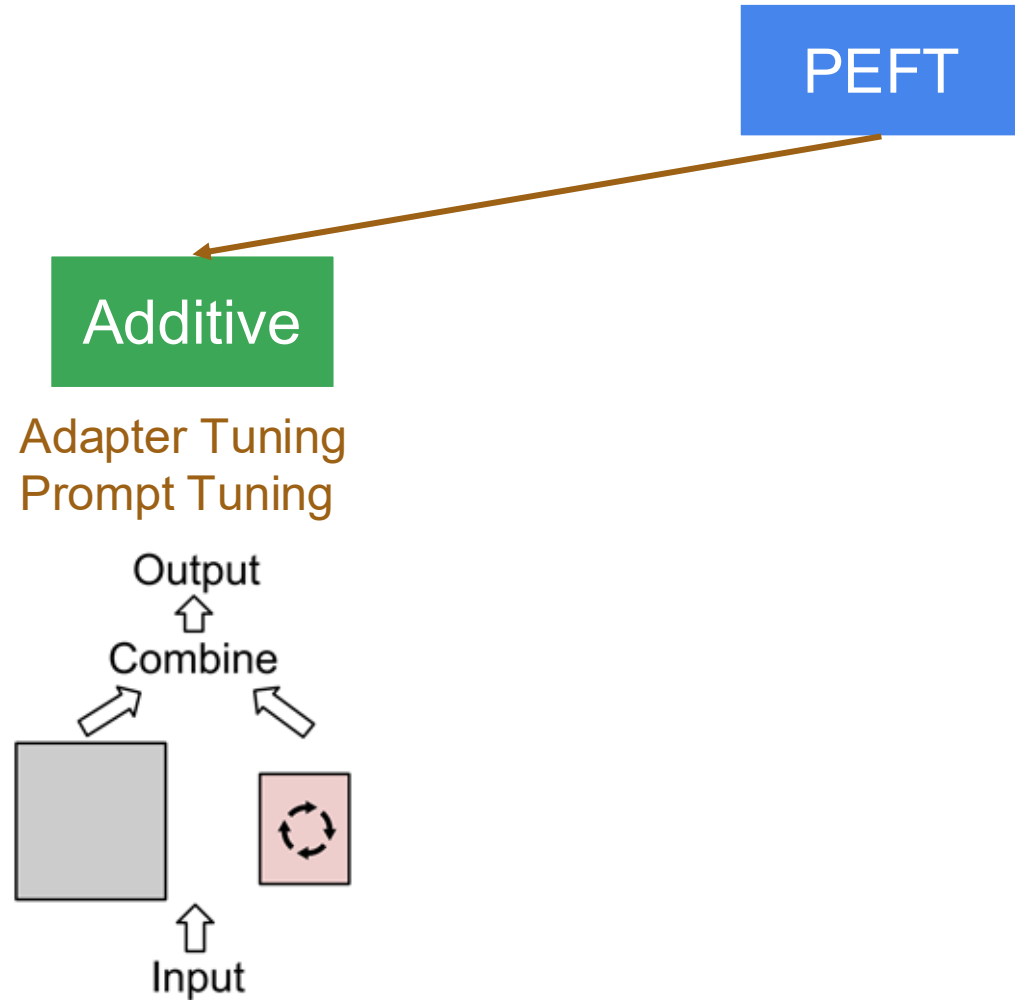 PEFT
Additive
Adapter Tuning
Prompt Tuning
Output
Combine
Input